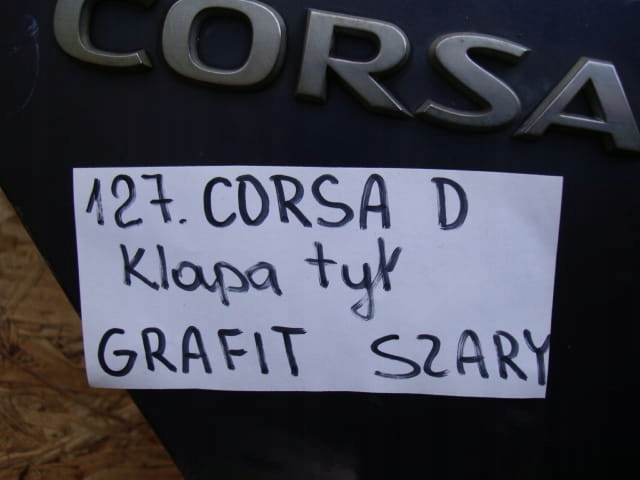 CORSA
127. CORSA D
Klapa tył
GRAFIT SZARY